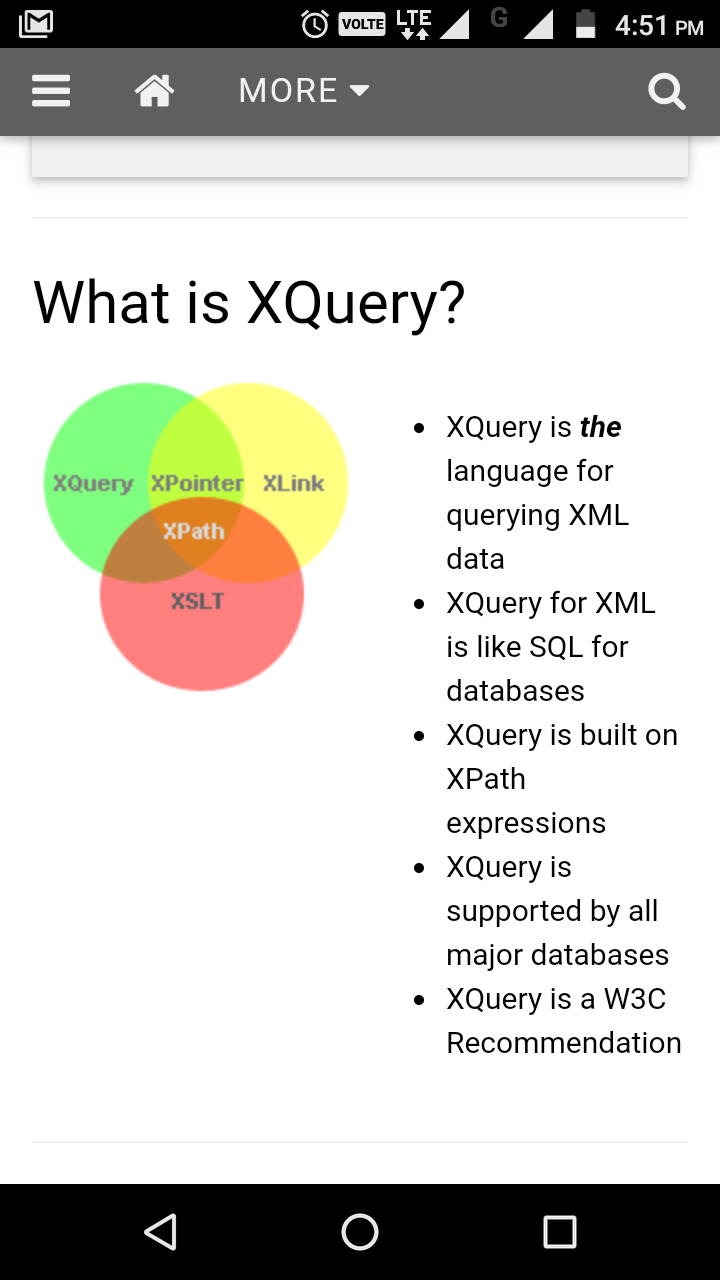 VOLTE LTE G 4:51 PM
MORE
What is XQuery?
XQuery XPointer XLink
XPath
XSLT
XQuery is the
language for
querying XML
data
XQuery for XML
is like SQL for
databases
XQuery is built on
XPath
expressions
XQuery is
supported by all
major databases
XQuery is a W3C
Recommendation